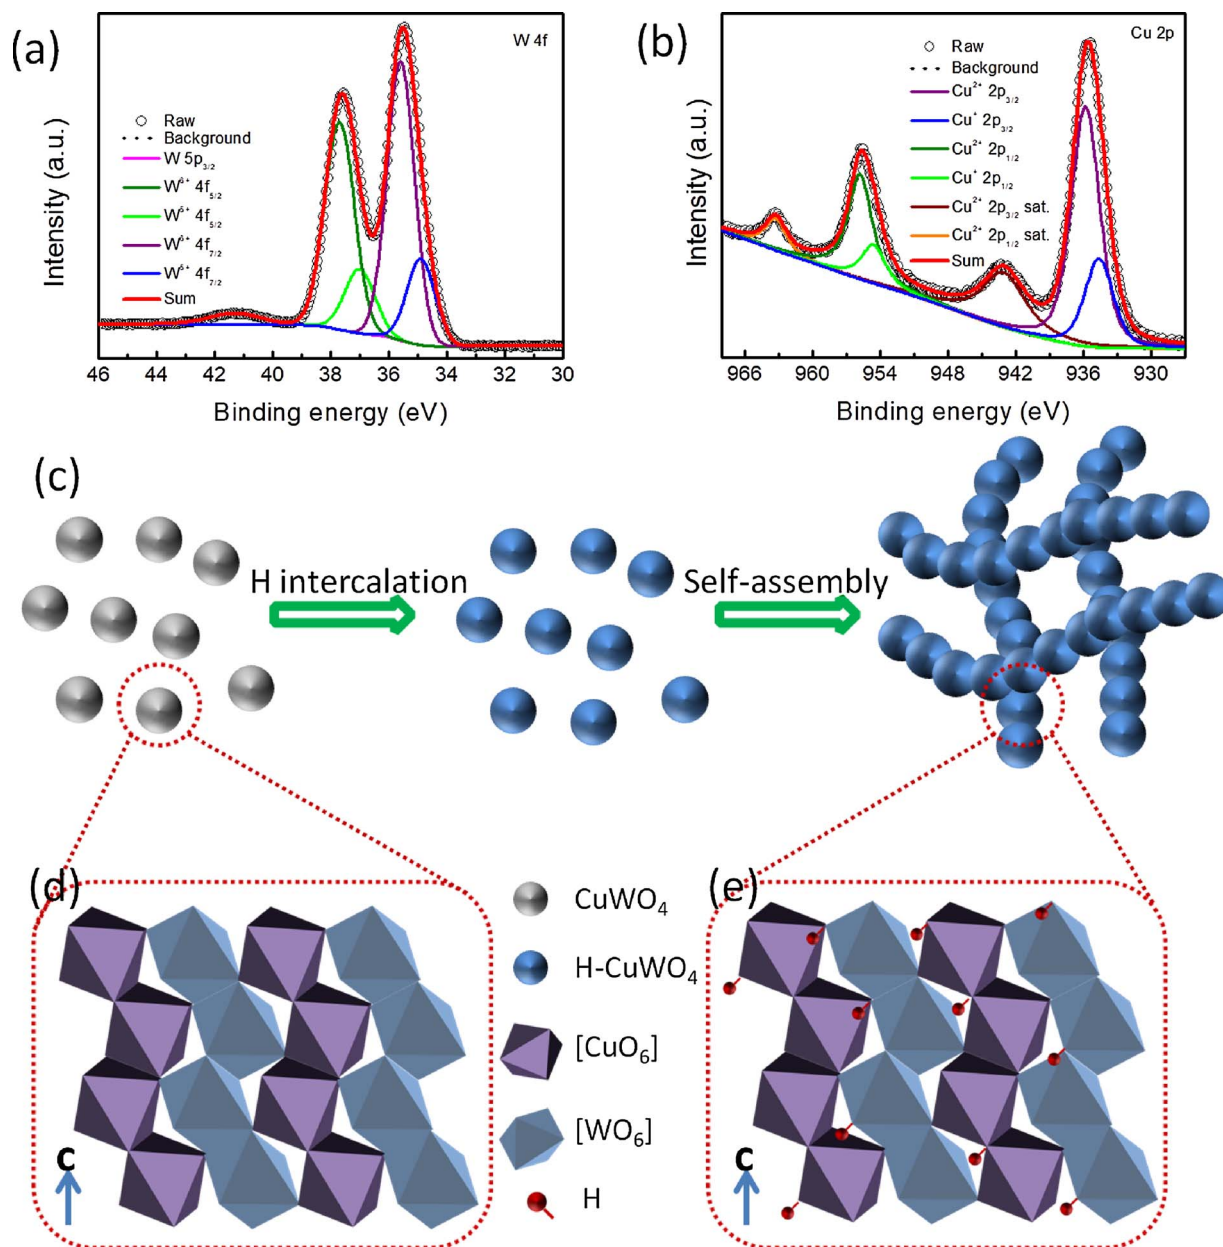 (a)
W 4f
Raw
Background
W 5p₃/₂
W⁶⁺ 4f₅/₂
W⁵⁺ 4f₅/₂
W⁶⁺ 4f₇/₂
W⁵⁺ 4f₇/₂
Sum
Intensity (a.u.)
46 44 42 40 38 36 34 32 30
Binding energy (eV)
(b)
Cu 2p
Raw
Background
Cu²⁺ 2p₃/₂
Cu⁺ 2p₃/₂
Cu²⁺ 2p₁/₂
Cu⁺ 2p₁/₂
Cu²⁺ 2p₃/₂ sat.
Cu²⁺ 2p₁/₂ sat.
Sum
Intensity (a.u.)
966 960 954 948 942 936 930
Binding energy (eV)
(c)
H intercalation
Self-assembly
(d)
c
CuWO₄
H-CuWO₄
[CuO₆]
[WO₆]
H
(e)
c